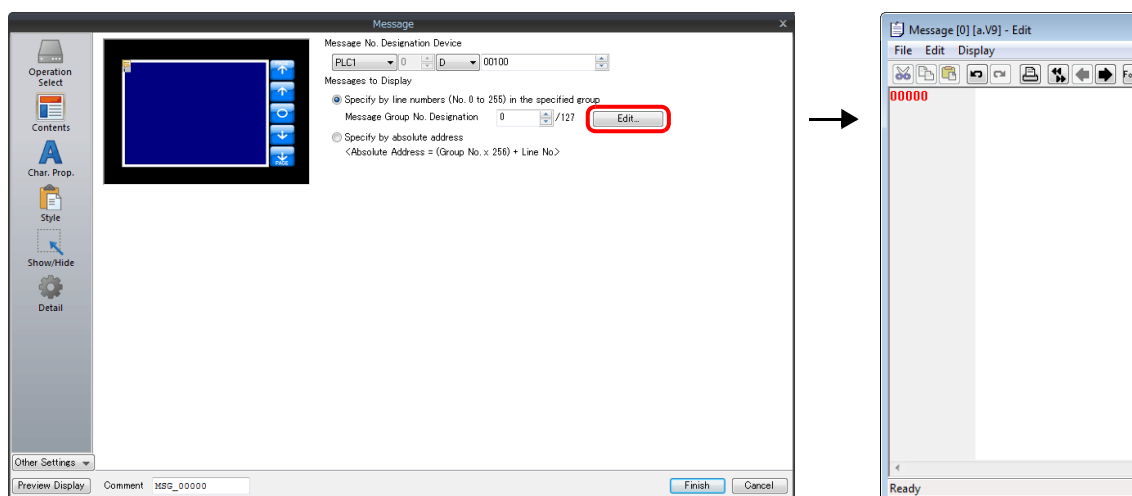 Message
x
Operation
Select
Contents
Char. Prop.
Style
Show/Hide
Detail
Other Settings
Message No. Designation Device
PLC1 0 D 00100
Messages to Display
Specify by line numbers (No. 0 to 255) in the specified group
Message Group No. Designation 0 /127 Edit...
Specify by absolute address
<Absolute Address = (Group No. x 256) + Line No>
PAGE
Preview Display Comment MSG_00000 Finish Cancel
Message [0] [a.V9] - Edit
File Edit Display
00000
Ready